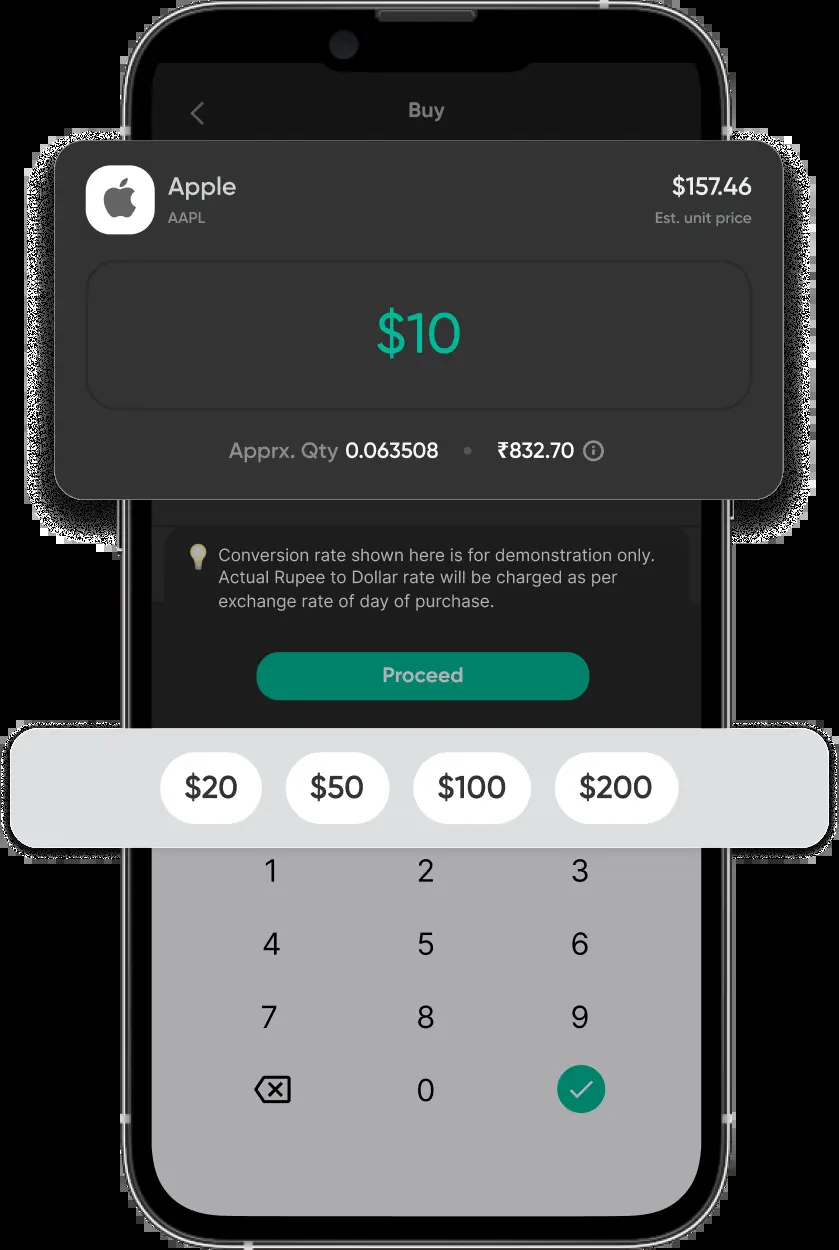 Buy
Apple
$157.46
AAPL
Est. unit price
$10
Apprx. Qty 0.063508 • ₹832.70
Conversion rate shown here is for demonstration only.
Actual Rupee to Dollar rate will be charged as per
exchange rate of day of purchase.
Proceed
$20 $50 $100 $200
1 2 3
4 5 6
7 8 9
0